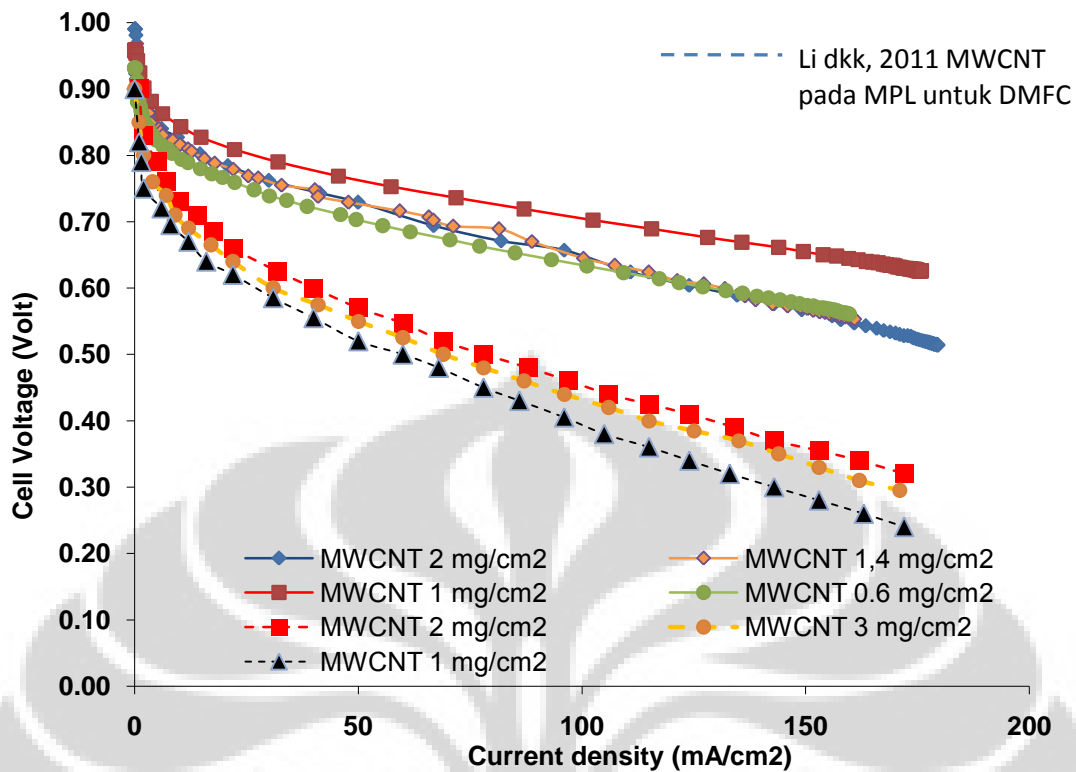 Li dkk, 2011 MWCNT
pada MPL untuk DMFC
1.00
0.90
0.80
0.70
0.60
0.50
0.40
0.30
0.20
0.10
0.00
Cell Voltage (Volt)
MWCNT 2 mg/cm2
MWCNT 1,4 mg/cm2
MWCNT 1 mg/cm2
MWCNT 0.6 mg/cm2
MWCNT 2 mg/cm2
MWCNT 3 mg/cm2
MWCNT 1 mg/cm2
0
50
100
150
200
Current density (mA/cm2)